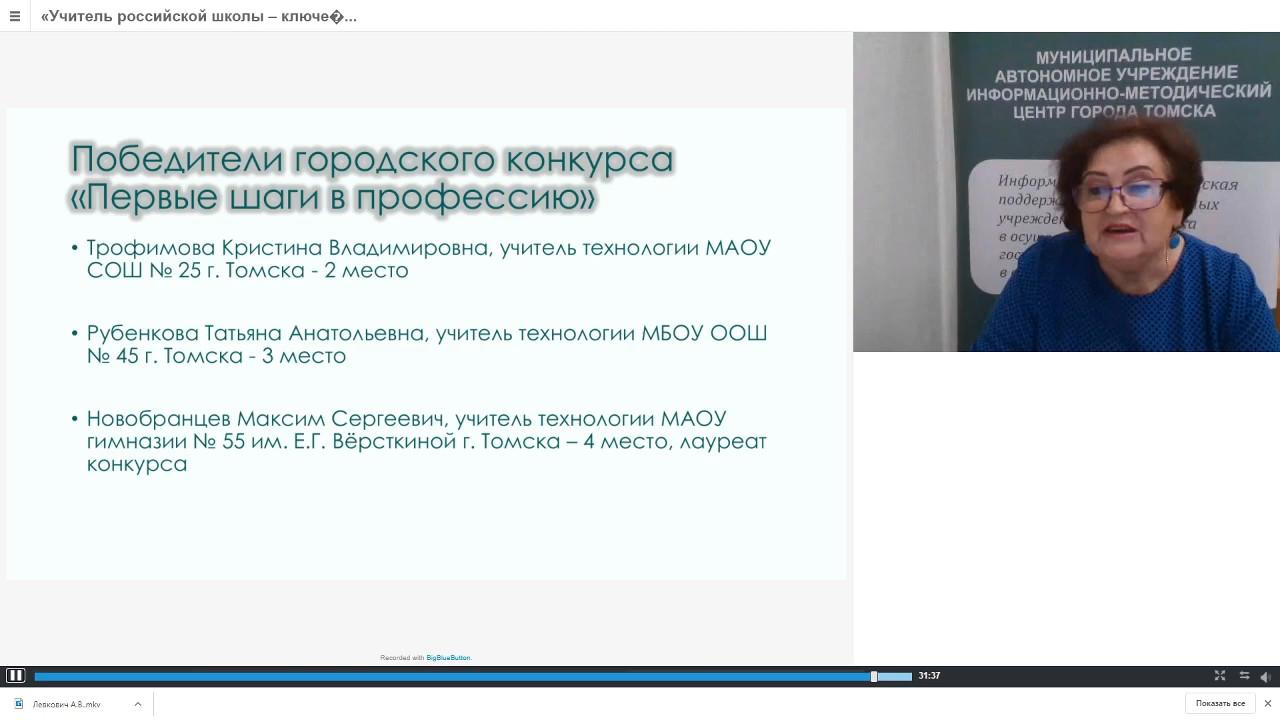 «Учитель российской школы – ключе�...
МУНИЦИПАЛЬНОЕ
АВТОНОМНОЕ УЧРЕЖДЕНИЕ
ИНФОРМАЦИОННО-МЕТОДИЧЕСКИЙ
ЦЕНТР ГОРОДА ТОМСКА
Победители городского конкурса
«Первые шаги в профессию»
• Трофимова Кристина Владимировна, учитель технологии МАОУ
СОШ № 25 г. Томска - 2 место
• Рубенкова Татьяна Анатольевна, учитель технологии МБОУ ООШ
№ 45 г. Томска - 3 место
• Новобранцев Максим Сергеевич, учитель технологии МАОУ
гимназии № 55 им. Е.Г. Вёрсткиной г. Томска – 4 место, лауреат
конкурса
Recorded with BigBlueButton.
31:37
Левкович А.В..mkv
Показать все